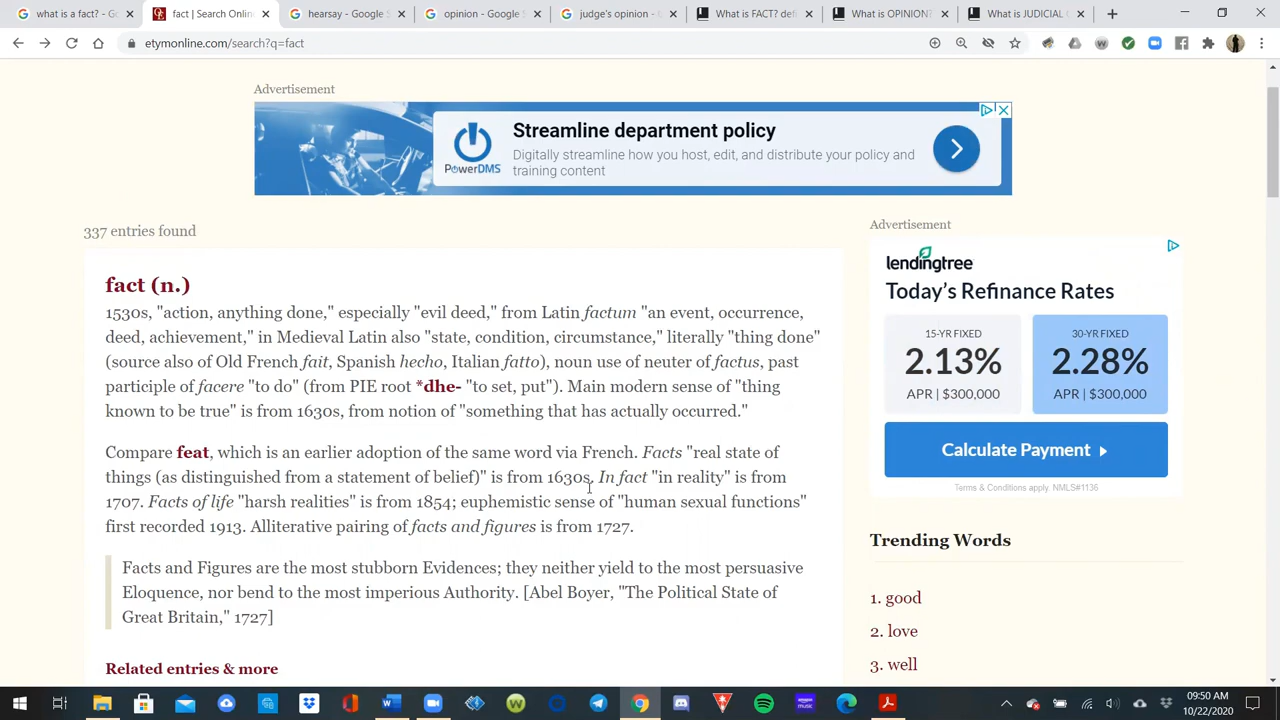 what is a fact? - G
fact | Search Onlin
hearsay - Google S
opinion - Google S
judge's opinion - G
What is FACT? defi
What is OPINION?
What is JUDICIAL D
etymonline.com/search?q=fact
Advertisement
PowerDMS
Streamline department policy
Digitally streamline how you host, edit, and distribute your policy and
training content
337 entries found
fact (n.)
1530s, "action, anything done," especially "evil deed," from Latin factum "an event, occurrence,
deed, achievement," in Medieval Latin also "state, condition, circumstance," literally "thing done"
(source also of Old French fait, Spanish hecho, Italian fatto), noun use of neuter of factus, past
participle of facere "to do" (from PIE root *dhe- "to set, put"). Main modern sense of "thing
known to be true" is from 1630s, from notion of "something that has actually occurred."
Compare feat, which is an earlier adoption of the same word via French. Facts "real state of
things (as distinguished from a statement of belief)" is from 1630s. In fact "in reality" is from
1707. Facts of life "harsh realities" is from 1854; euphemistic sense of "human sexual functions"
first recorded 1913. Alliterative pairing of facts and figures is from 1727.
Facts and Figures are the most stubborn Evidences; they neither yield to the most persuasive
Eloquence, nor bend to the most imperious Authority. [Abel Boyer, "The Political State of
Great Britain," 1727]
Related entries & more
Advertisement
lendingtree
Today's Refinance Rates
15-YR FIXED
2.13%
APR | $300,000
30-YR FIXED
2.28%
APR | $300,000
Calculate Payment
Terms & Conditions apply. NMLS#1136
Trending Words
1. good
2. love
3. well
09:50 AM
10/22/2020